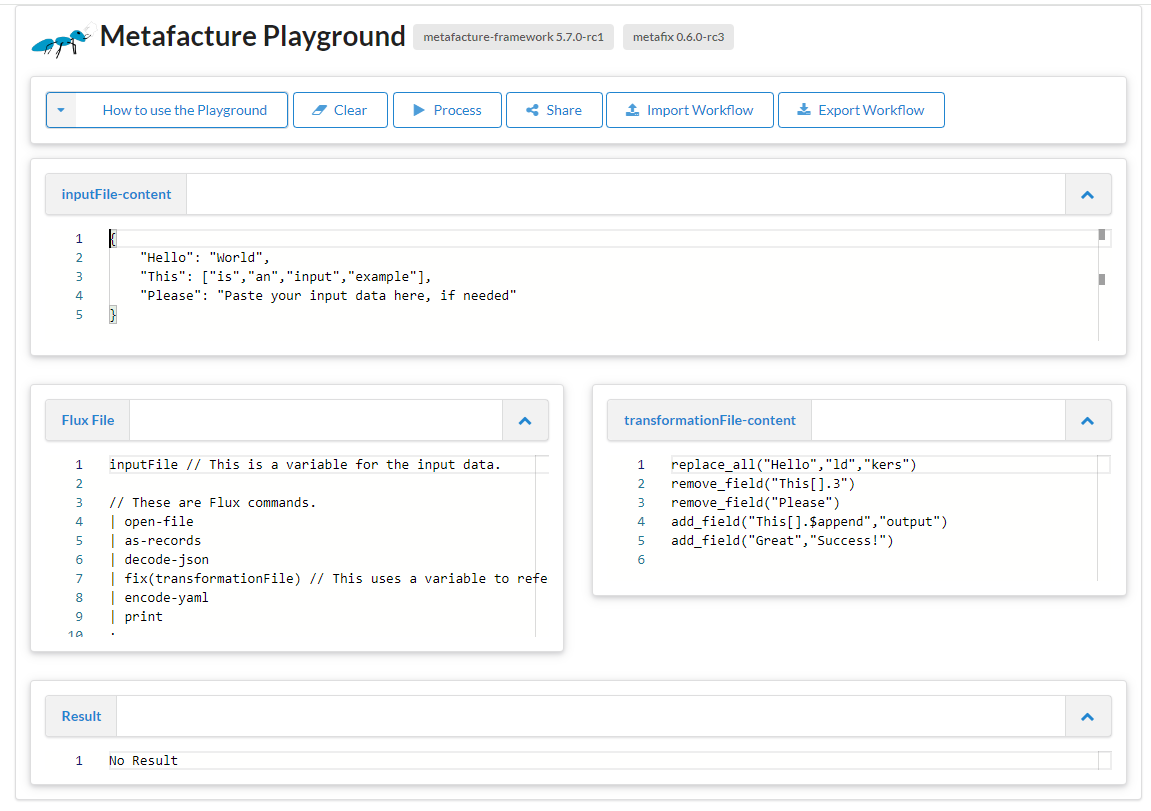 Metafacture Playground metafacture-framework 5.7.0-rc1 metafix 0.6.0-rc3
How to use the Playground Clear Process Share Import Workflow Export Workflow
inputFile-content
1 {
2 "Hello": "World",
3 "This": ["is","an","input","example"],
4 "Please": "Paste your input data here, if needed"
5 }
Flux File
1 inputFile // This is a variable for the input data.
2
3 // These are Flux commands.
4 | open-file
5 | as-records
6 | decode-json
7 | fix(transformationFile) // This uses a variable to refe
8 | encode-yaml
9 | print
10
transformationFile-content
1 replace_all("Hello","ld","kers")
2 remove_field("This[].3")
3 remove_field("Please")
4 add_field("This[].$append","output")
5 add_field("Great","Success!")
6
Result
1 No Result